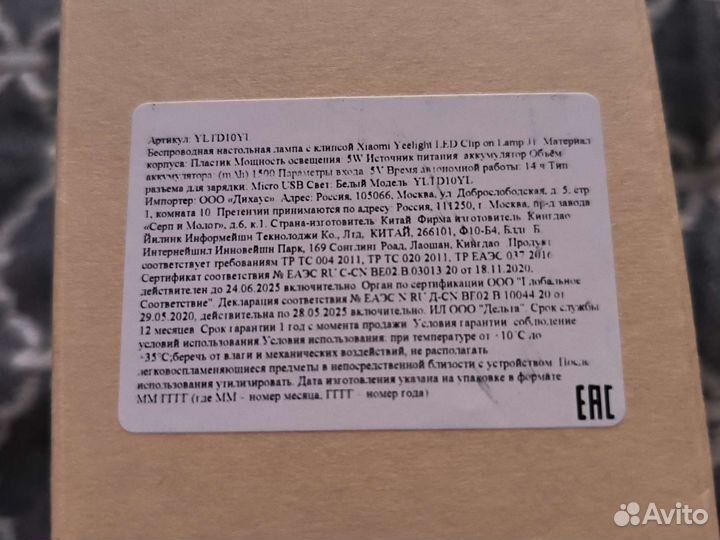 Артикул: YLTD10YL
Беспроводная настольная лампа с клипсой Xiaomi Yeelight LED Clip on Lamp J1 Материал
корпуса: Пластик Мощность освещения: 5W Источник питания аккумулятор Объём
аккумулятора (mAh) 1500 Параметры входа 5V Время автономной работы: 14 ч Тип
разъема для зарядки: Micro USB Свет: Белый Модель YLTD10YL
Импортер: ООО «Дихаус» Адрес: Россия, 105066, Москва, ул Доброслободская, д. 5, стр
1, комната 10 Претензии принимаются по адресу: Россия, 111250, г. Москва, пр-д завода
«Серп и Молот», д.6, к.1. Страна-изготовитель Китай Фирма изготовитель Кингдао
Йилинк Информейшн Текнолоджи Ко., Лтд, КИТАЙ, 266101, Ф10-Б4, Блдг Б
Интернейшнл Инновейшн Парк, 169 Сонглинг Роад, Лаошан, Кингдао Продукт
соответствует требованиям ТР ТС 004 2011, ТР ТС 020 2011, ТР ЕАЭС 037 2016
Сертификат соответствия № ЕАЭС RU C-CN ВЕ02 В 03013 20 от 18.11.2020,
действителен до 24.06.2025 включительно Орган по сертификации ООО "Глобальное
Соответствие". Декларация соответствия № ЕАЭС N RU Д-CN ВГ02 В 10044 20 от
29.05.2020, действительна по 28.05.2025 включительно. ИЛ ООО "Дельта". Срок службы
12 месяцев Срок гарантии 1 год с момента продажи Условия гарантии соблюдение
условий использования Условия использования: при температуре от -10°C до
+35°C;беречь от влаги и механических воздействий, не располагать
легковоспламеняющиеся предметы в непосредственной близости с устройством. После
использования утилизировать. Дата изготовления указана на упаковке в формате
ММ ГГГГ (где ММ - номер месяца, ГГГГ - номер года)
EAC
Avito